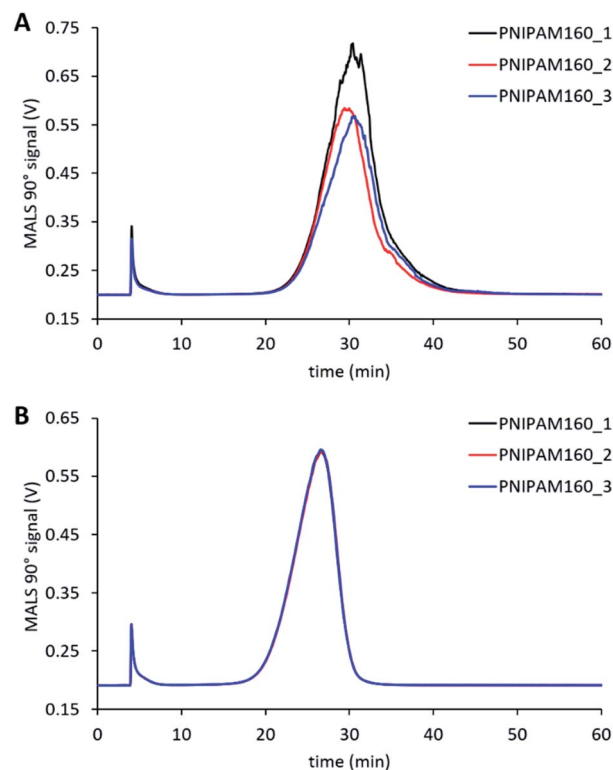 A
MALS 90° signal (V)
0.75
0.65
0.55
0.45
0.35
0.25
0.15
PNIPAM160_1
PNIPAM160_2
PNIPAM160_3
0 10 20 30 40 50 60
time (min)
B
MALS 90° signal (V)
0.65
0.55
0.45
0.35
0.25
0.15
PNIPAM160_1
PNIPAM160_2
PNIPAM160_3
0 10 20 30 40 50 60
time (min)